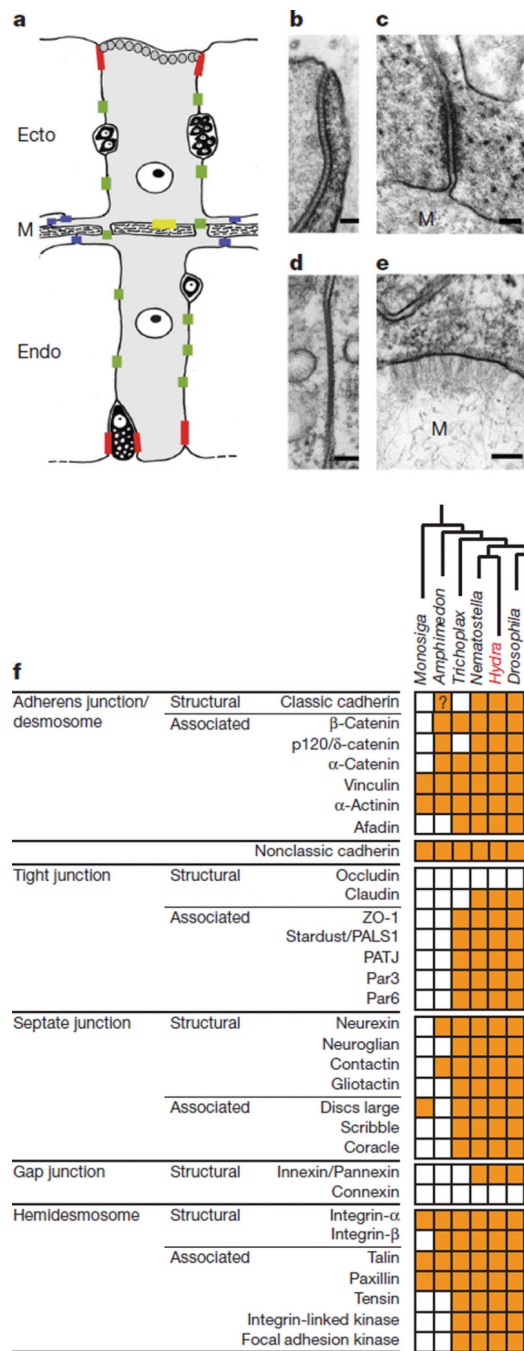 a
b
c
d
e
Ecto
M
Endo
M
M
f
Monosiga
Amphimedon
Trichoplax
Nematostella
Hydra
Drosophila
Adherens junction/
desmosome
Structural
Classic cadherin
?
Associated
β-Catenin
p120/δ-catenin
α-Catenin
Vinculin
α-Actinin
Afadin
Nonclassic cadherin
Tight junction
Structural
Occludin
Claudin
Associated
ZO-1
Stardust/PALS1
PATJ
Par3
Par6
Septate junction
Structural
Neurexin
Neuroglian
Contactin
Gliotactin
Associated
Discs large
Scribble
Coracle
Gap junction
Structural
Innexin/Pannexin
Connexin
Hemidesmosome
Structural
Integrin-α
Integrin-β
Associated
Talin
Paxillin
Tensin
Integrin-linked kinase
Focal adhesion kinase